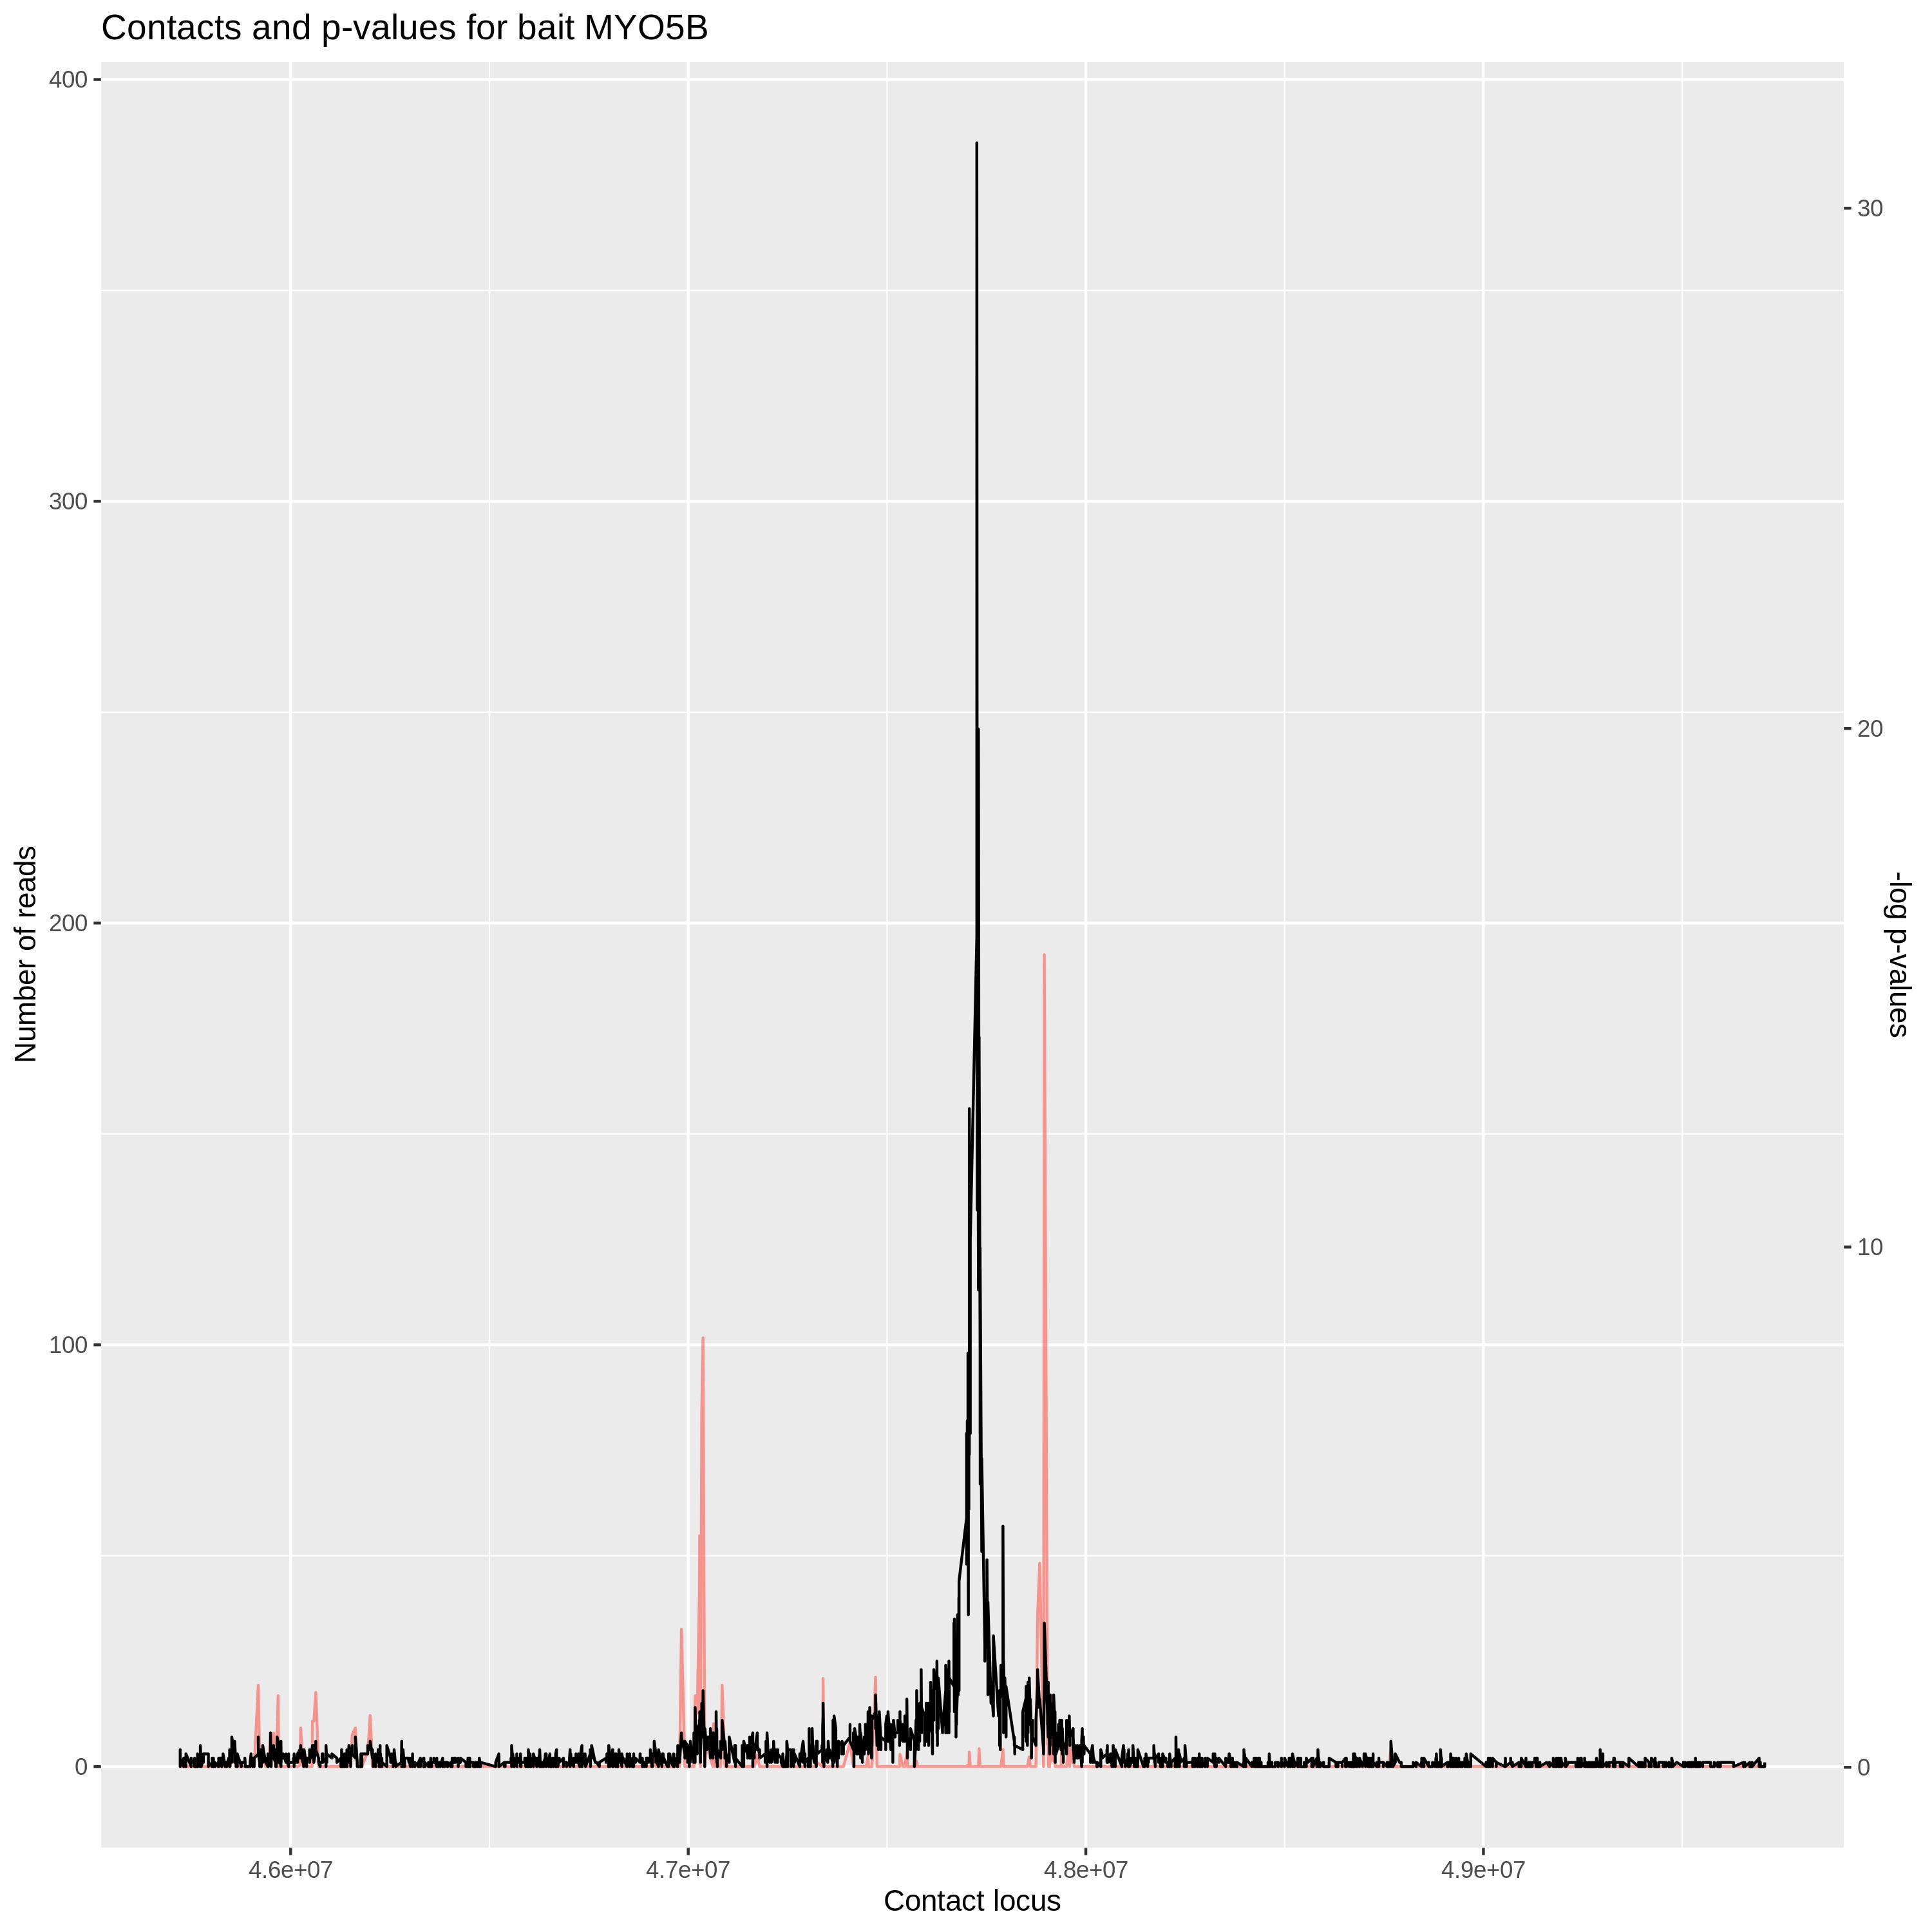 Contacts and p-values for bait MYO5B
400
300
200
100
0
Number of reads
30
20
10
0
-log p-values
4.6e+07
4.7e+07
4.8e+07
4.9e+07
Contact locus